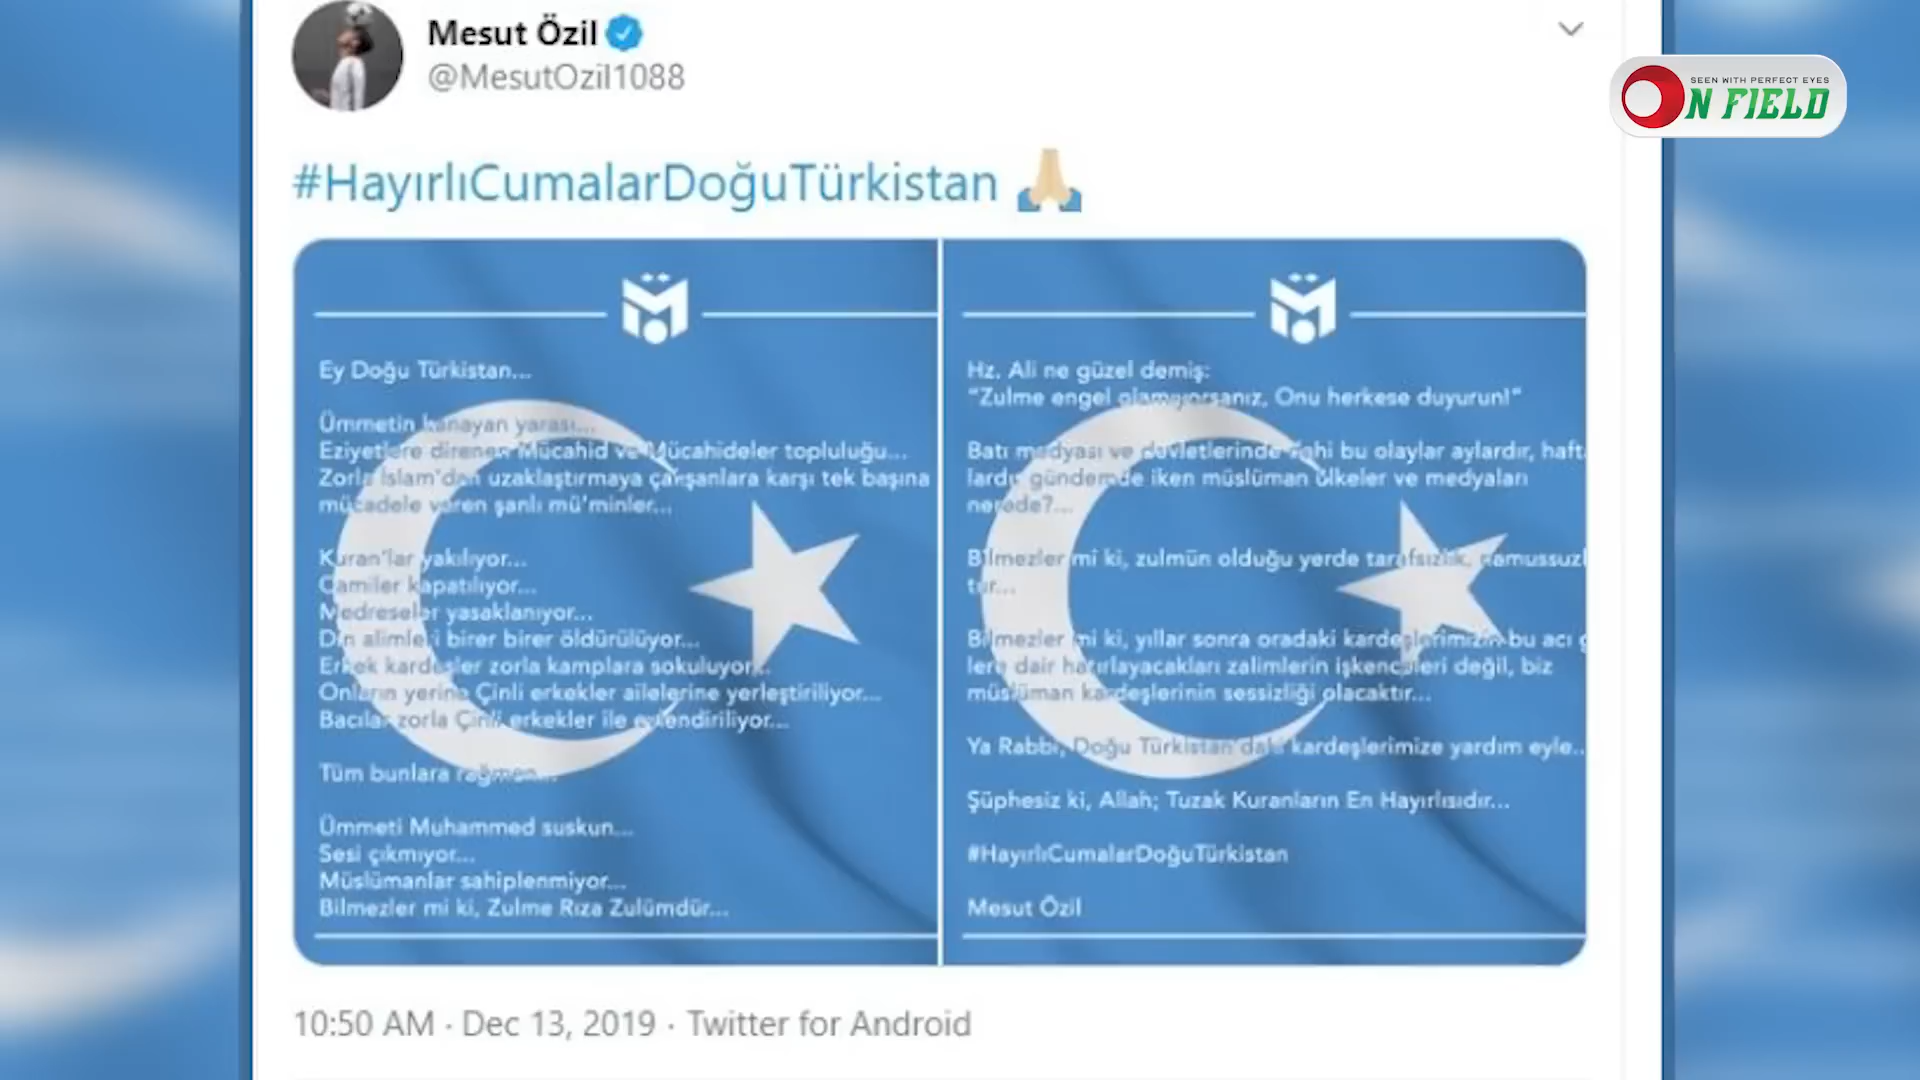 Mesut Özil
@MesutOzil1088
SEEN WITH PERFECT EYES
ON FIELD
#HayırlıCumalarDoğuTürkistan
Ey Doğu Türkistan...
Ümmetin kanayan yarası...
Eziyetlere direnen Mücahid ve Mücahideler topluluğu...
Zorla İslam'dan uzaklaştırmaya çalışanlara karşı tek başına
mücadele veren şanlı mü'minler...
Kuran'lar yakılıyor...
Camiler kapatılıyor...
Medreseler yasaklanıyor...
Din alimleri birer birer öldürülüyor...
Erkek kardeşler zorla kamplara sokuluyor...
Onların yerine Çinli erkekler ailelerine yerleştiriliyor...
Bacılar zorla Çinli erkekler ile evlendiriliyor...
Tüm bunlara rağmen...
Ümmeti Muhammed suskun...
Sesi çıkmıyor...
Müslümanlar sahiplenmiyor...
Bilmezler mi ki, Zulme Rıza Zulümdür...
Hz. Ali ne güzel demiş:
"Zulme engel olamıyorsanız, Onu herkese duyurun!"
Batı medyası ve devletlerinde dahi bu olaylar aylardır, haft
lardır gündemde iken müslüman ülkeler ve medyaları
nerede?...
Bilmezler mi ki, zulmün olduğu yerde tarafsızlık, namussuzl
tur...
Bilmezler mi ki, yıllar sonra oradaki kardeşlerimizin bu acı g
lere dair hatırlayacakları zalimlerin işkenceleri değil, biz
müslüman kardeşlerinin sessizliği olacaktır...
Ya Rabbi, Doğu Türkistan'daki kardeşlerimize yardım eyle..
Şüphesiz ki, Allah; Tuzak Kuranların En Hayırlısıdır...
#HayırlıCumalarDoğuTürkistan
Mesut Özil
10:50 AM · Dec 13, 2019 · Twitter for Android